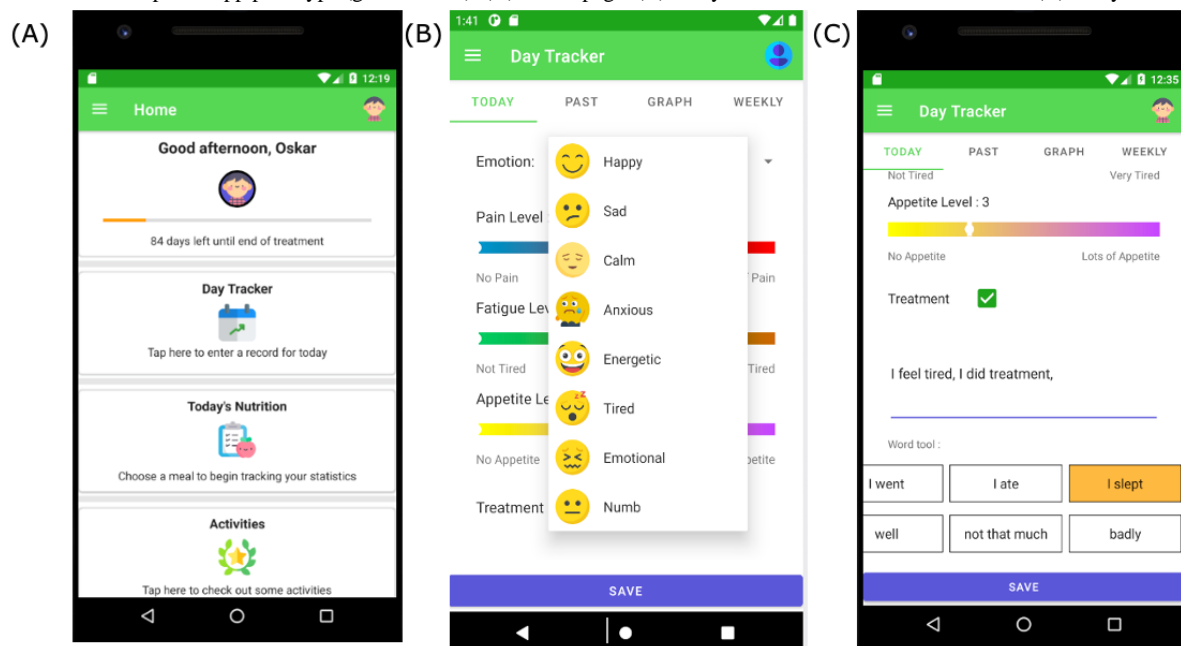 (A)
12:19
Home
Good afternoon, Oskar
84 days left until end of treatment
Day Tracker
Tap here to enter a record for today
Today's Nutrition
Choose a meal to begin tracking your statistics
Activities
Tap here to check out some activities
(B)
1:41
Day Tracker
TODAY PAST GRAPH WEEKLY
Emotion:
Happy
Sad
Pain Level
Calm
No Pain Pain
Anxious
Fatigue Lev
Energetic
Not Tired Tired
Appetite Le
Tired
No Appetite petite
Emotional
Treatment
Numb
SAVE
(C)
12:35
Day Tracker
TODAY PAST GRAPH WEEKLY
Not Tired Very Tired
Appetite Level : 3
No Appetite Lots of Appetite
Treatment
I feel tired, I did treatment,
Word tool :
I went I ate I slept
well not that much badly
SAVE